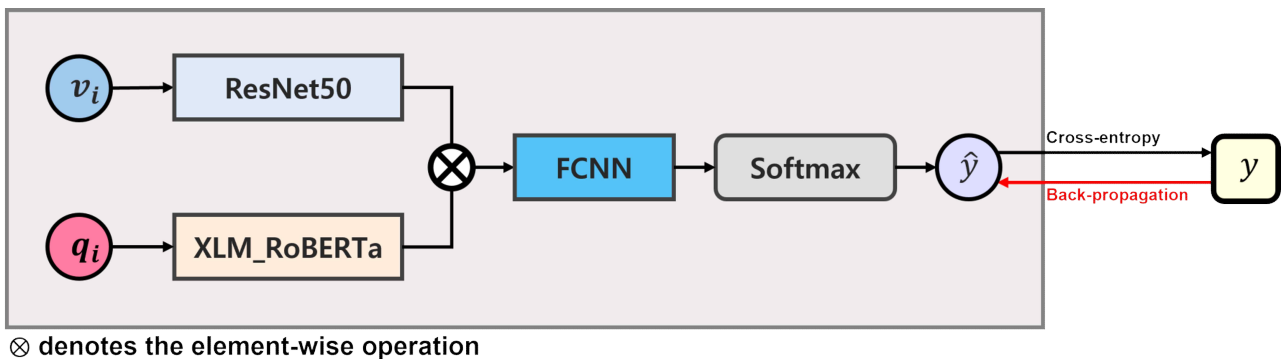 v_i
ResNet50
⊗
FCNN
Softmax
ŷ
Cross-entropy
y
Back-propagation
q_i
XLM_RoBERTa
⊗ denotes the element-wise operation